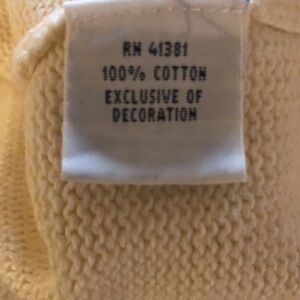 RN 41381
100% COTTON
EXCLUSIVE OF
DECORATION